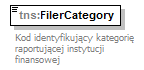 tns:FilerCategory
Kod identyfikujący kategorię
raportującej instytucji
finansowej